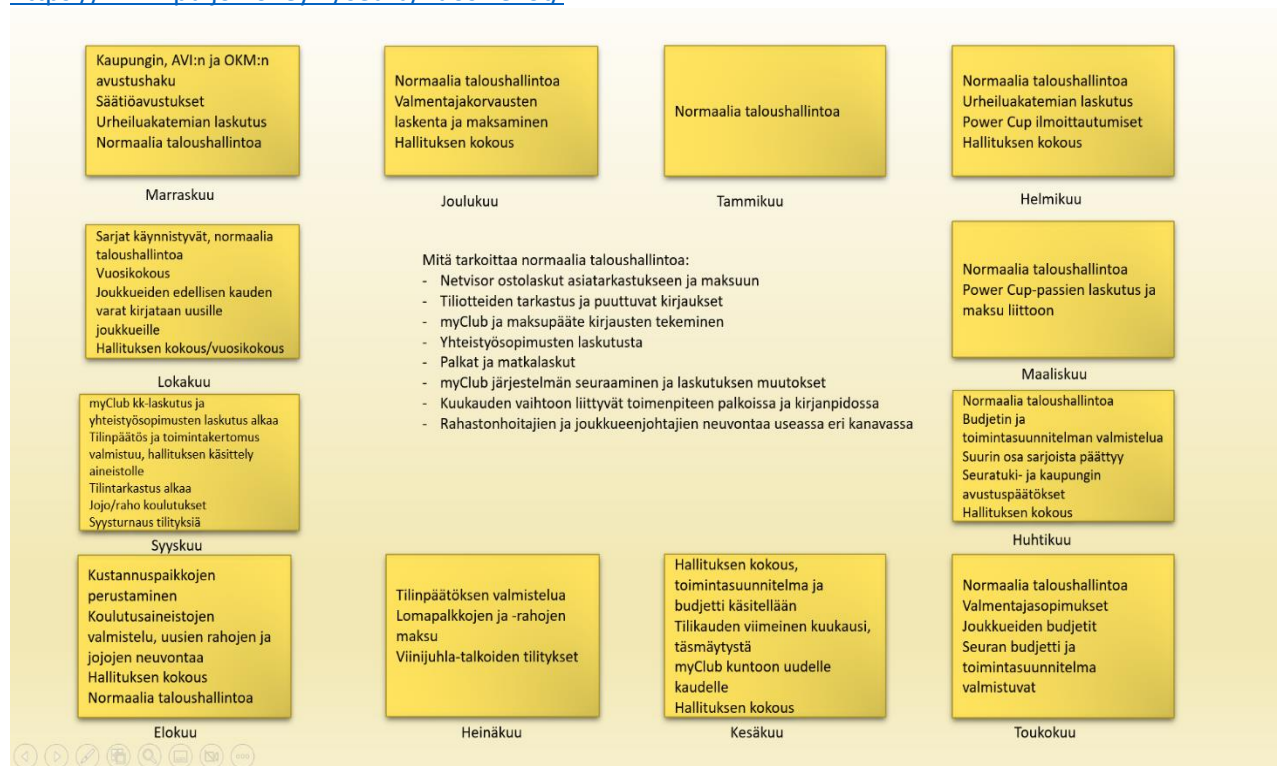 Kaupungin, AVI:n ja OKM:n
avustushaku
Säätiöavustukset
Urheiluakatemian laskutus
Normaalia taloushallintoa
Marraskuu
Normaalia taloushallintoa
Valmentajakorvausten
laskenta ja maksaminen
Hallituksen kokous
Joulukuu
Normaalia taloushallintoa
Tammikuu
Normaalia taloushallintoa
Urheiluakatemian laskutus
Power Cup ilmoittautumiset
Hallituksen kokous
Helmikuu
Sarjat käynnistyvät, normaalia
taloushallintoa
Vuosikokous
Joukkueiden edellisen kauden
varat kirjataan uusille
joukkueille
Hallituksen kokous/vuosikokous
Lokakuu
Mitä tarkoittaa normaalia taloushallintoa:
- Netvisor ostolaskut asiatarkastukseen ja maksuun
- Tiliotteiden tarkastus ja puuttuvat kirjaukset
- myClub ja maksupääte kirjausten tekeminen
- Yhteistyösopimusten laskutusta
- Palkat ja matkalaskut
- myClub järjestelmän seuraaminen ja laskutuksen muutokset
- Kuukauden vaihtoon liittyvät toimenpiteen palkoissa ja kirjanpidossa
- Rahastonhoitajien ja joukkueenjohtajien neuvontaa useassa eri kanavassa
Normaalia taloushallintoa
Power Cup-passien laskutus ja
maksu liittoon
Maaliskuu
myClub kk-laskutus ja
yhteistyösopimusten laskutus alkaa
Tilinpäätös ja toimintakertomus
valmistuu, hallituksen käsittely
aineistolle
Tilintarkastus alkaa
Jojo/raho koulutukset
Syysturnaus tilityksiä
Syyskuu
Normaalia taloushallintoa
Budjetin ja
toimintasuunnitelman valmistelua
Suurin osa sarjoista päättyy
Seuratuki- ja kaupungin
avustuspäätökset
Hallituksen kokous
Huhtikuu
Kustannuspaikkojen
perustaminen
Koulutusaineistojen
valmistelu, uusien rahojen ja
jojojen neuvontaa
Hallituksen kokous
Normaalia taloushallintoa
Elokuu
Tilinpäätöksen valmistelua
Lomapalkkojen ja -rahojen
maksu
Viinijuhla-talkoiden tilitykset
Heinäkuu
Hallituksen kokous,
toimintasuunnitelma ja
budjetti käsitellään
Tilikauden viimeinen kuukausi,
täsmäytystä
myClub kuntoon uudelle
kaudelle
Hallituksen kokous
Kesäkuu
Normaalia taloushallintoa
Valmentajasopimukset
Joukkueiden budjetit
Seuran budjetti ja
toimintasuunnitelma
valmistuvat
Toukokuu